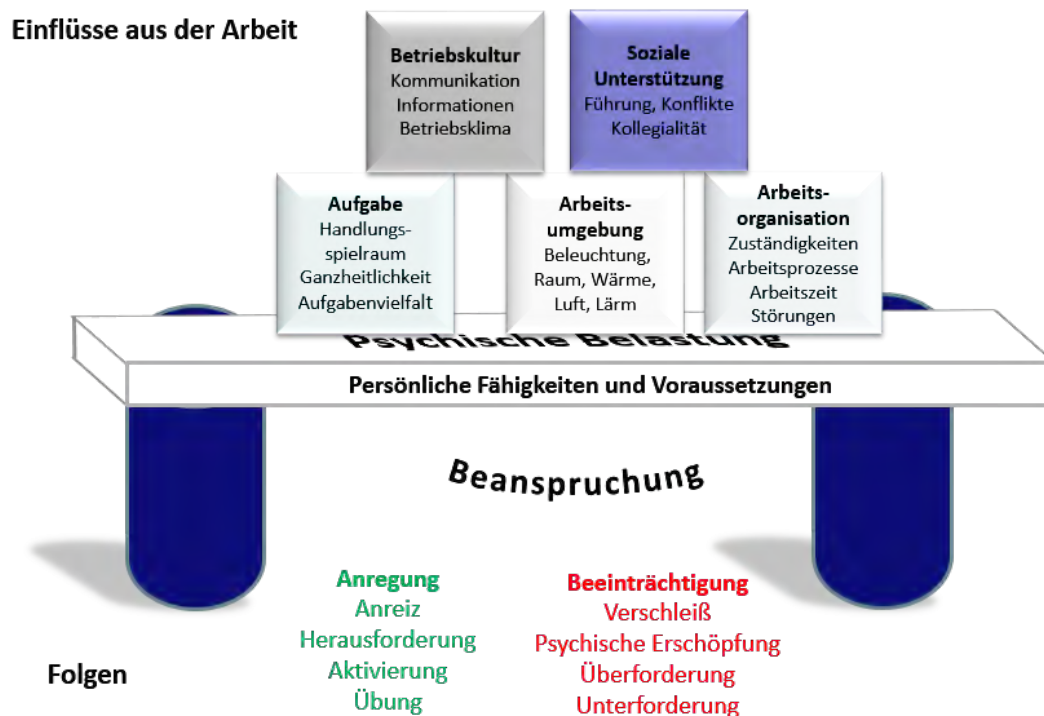 Einflüsse aus der Arbeit
Betriebskultur
Kommunikation
Informationen
Betriebsklima
Soziale
Unterstützung
Führung, Konflikte
Kollegialität
Aufgabe
Handlungs-
spielraum
Ganzheitlichkeit
Aufgabenvielfalt
Arbeits-
umgebung
Beleuchtung,
Raum, Wärme,
Luft, Lärm
Arbeits-
organisation
Zuständigkeiten
Arbeitsprozesse
Arbeitszeit
Störungen
Psychische Belastung
Persönliche Fähigkeiten und Voraussetzungen
Beanspruchung
Anregung
Anreiz
Herausforderung
Aktivierung
Übung
Beeinträchtigung
Verschleiß
Psychische Erschöpfung
Überforderung
Unterforderung
Folgen